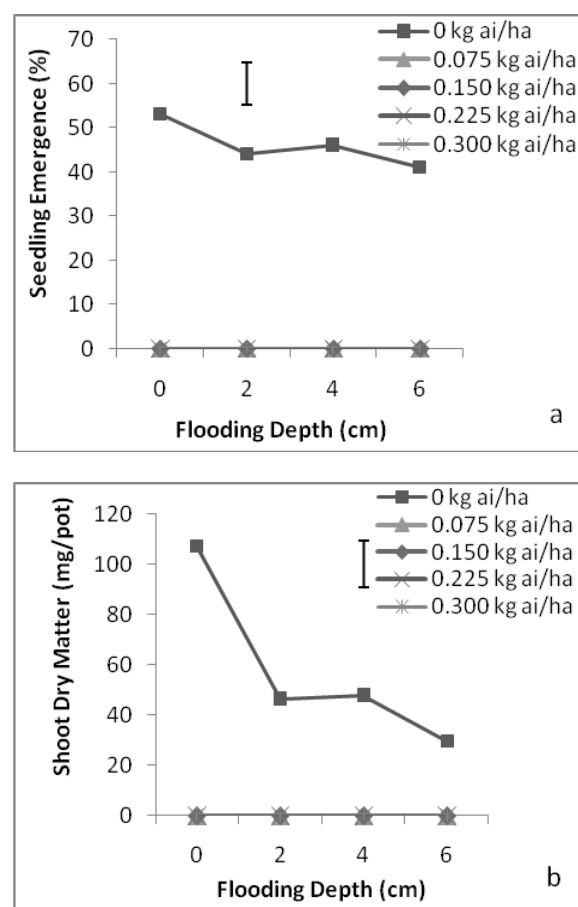 0 kg ai/ha
0.075 kg ai/ha
0.150 kg ai/ha
0.225 kg ai/ha
0.300 kg ai/ha
70
60
50
40
30
20
10
0
Seedling Emergence (%)
0 2 4 6
Flooding Depth (cm)
a
0 kg ai/ha
0.075 kg ai/ha
0.150 kg ai/ha
0.225 kg ai/ha
0.300 kg ai/ha
120
100
80
60
40
20
0
Shoot Dry Matter (mg/pot)
0 2 4 6
Flooding Depth (cm)
b